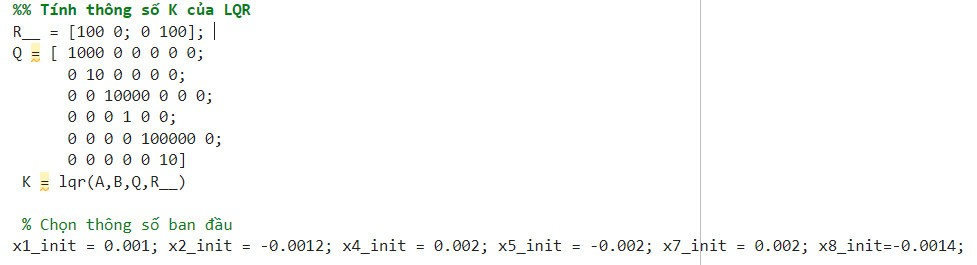 %% Tính thông số K của LQR
R__ = [100 0; 0 100];
Q = [ 1000 0 0 0 0 0;
0 10 0 0 0 0;
0 0 10000 0 0 0;
0 0 0 1 0 0;
0 0 0 0 100000 0;
0 0 0 0 0 10]
K = lqr(A,B,Q,R__)
% Chọn thông số ban đầu
x1_init = 0.001; x2_init = -0.0012; x4_init = 0.002; x5_init = -0.002; x7_init = 0.002; x8_init=-0.0014;